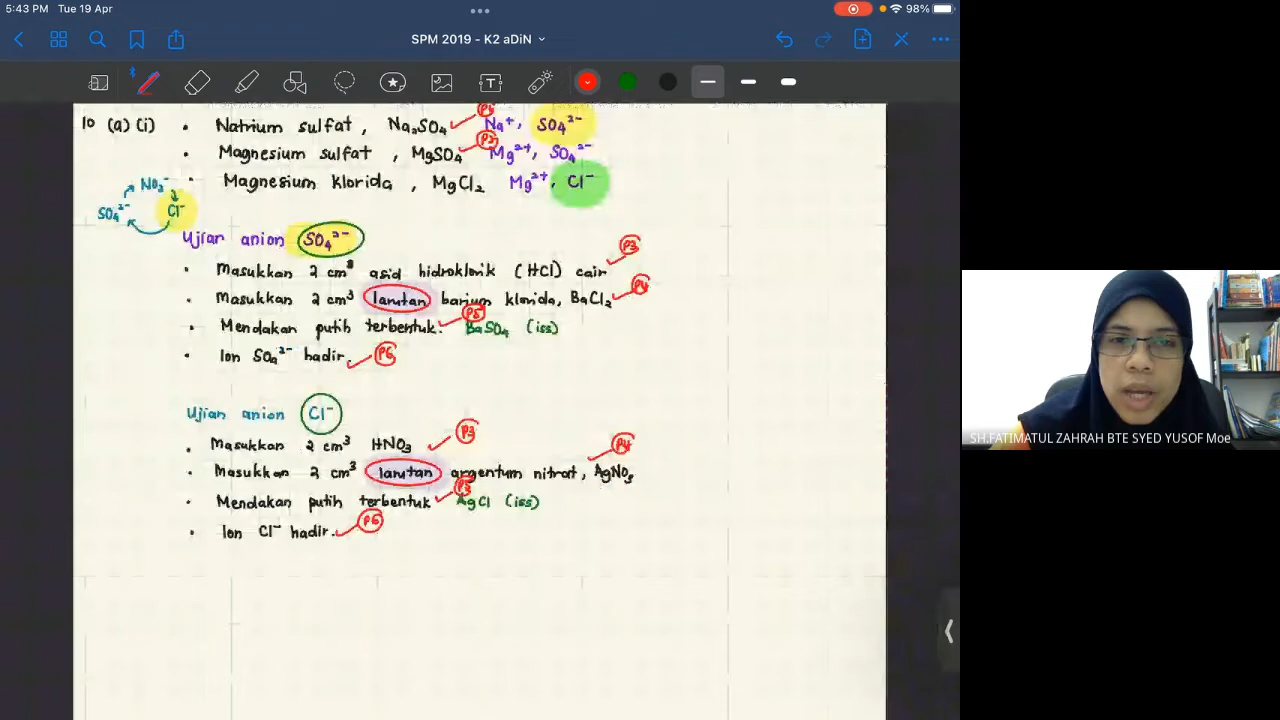 5:43 PM Tue 19 Apr
98%
SPM 2019 - K2 aDiN
10 (a) (i) • Natrium sulfat, Na₂SO₄ P1 Na⁺, SO₄²⁻
• Magnesium sulfat, MgSO₄ P2 Mg²⁺, SO₄²⁻
• Magnesium klorida, MgCl₂ Mg²⁺, Cl⁻
NO₃⁻
SO₄²⁻ Cl⁻
Ujian anion SO₄²⁻
• Masukkan 2 cm³ asid hidroklorik (HCl) cair P3
• Masukkan 2 cm³ larutan barium klorida, BaCl₂ P4
• Mendakan putih terbentuk. P5 BaSO₄ (iss)
• Ion SO₄²⁻ hadir. P6
Ujian anion Cl⁻
• Masukkan 2 cm³ HNO₃ P3
• Masukkan 2 cm³ larutan argentum nitrat, AgNO₃ P4
• Mendakan putih terbentuk P5 AgCl (iss)
• Ion Cl⁻ hadir. P6
SH.FATIMATUL ZAHRAH BTE SYED YUSOF Moe